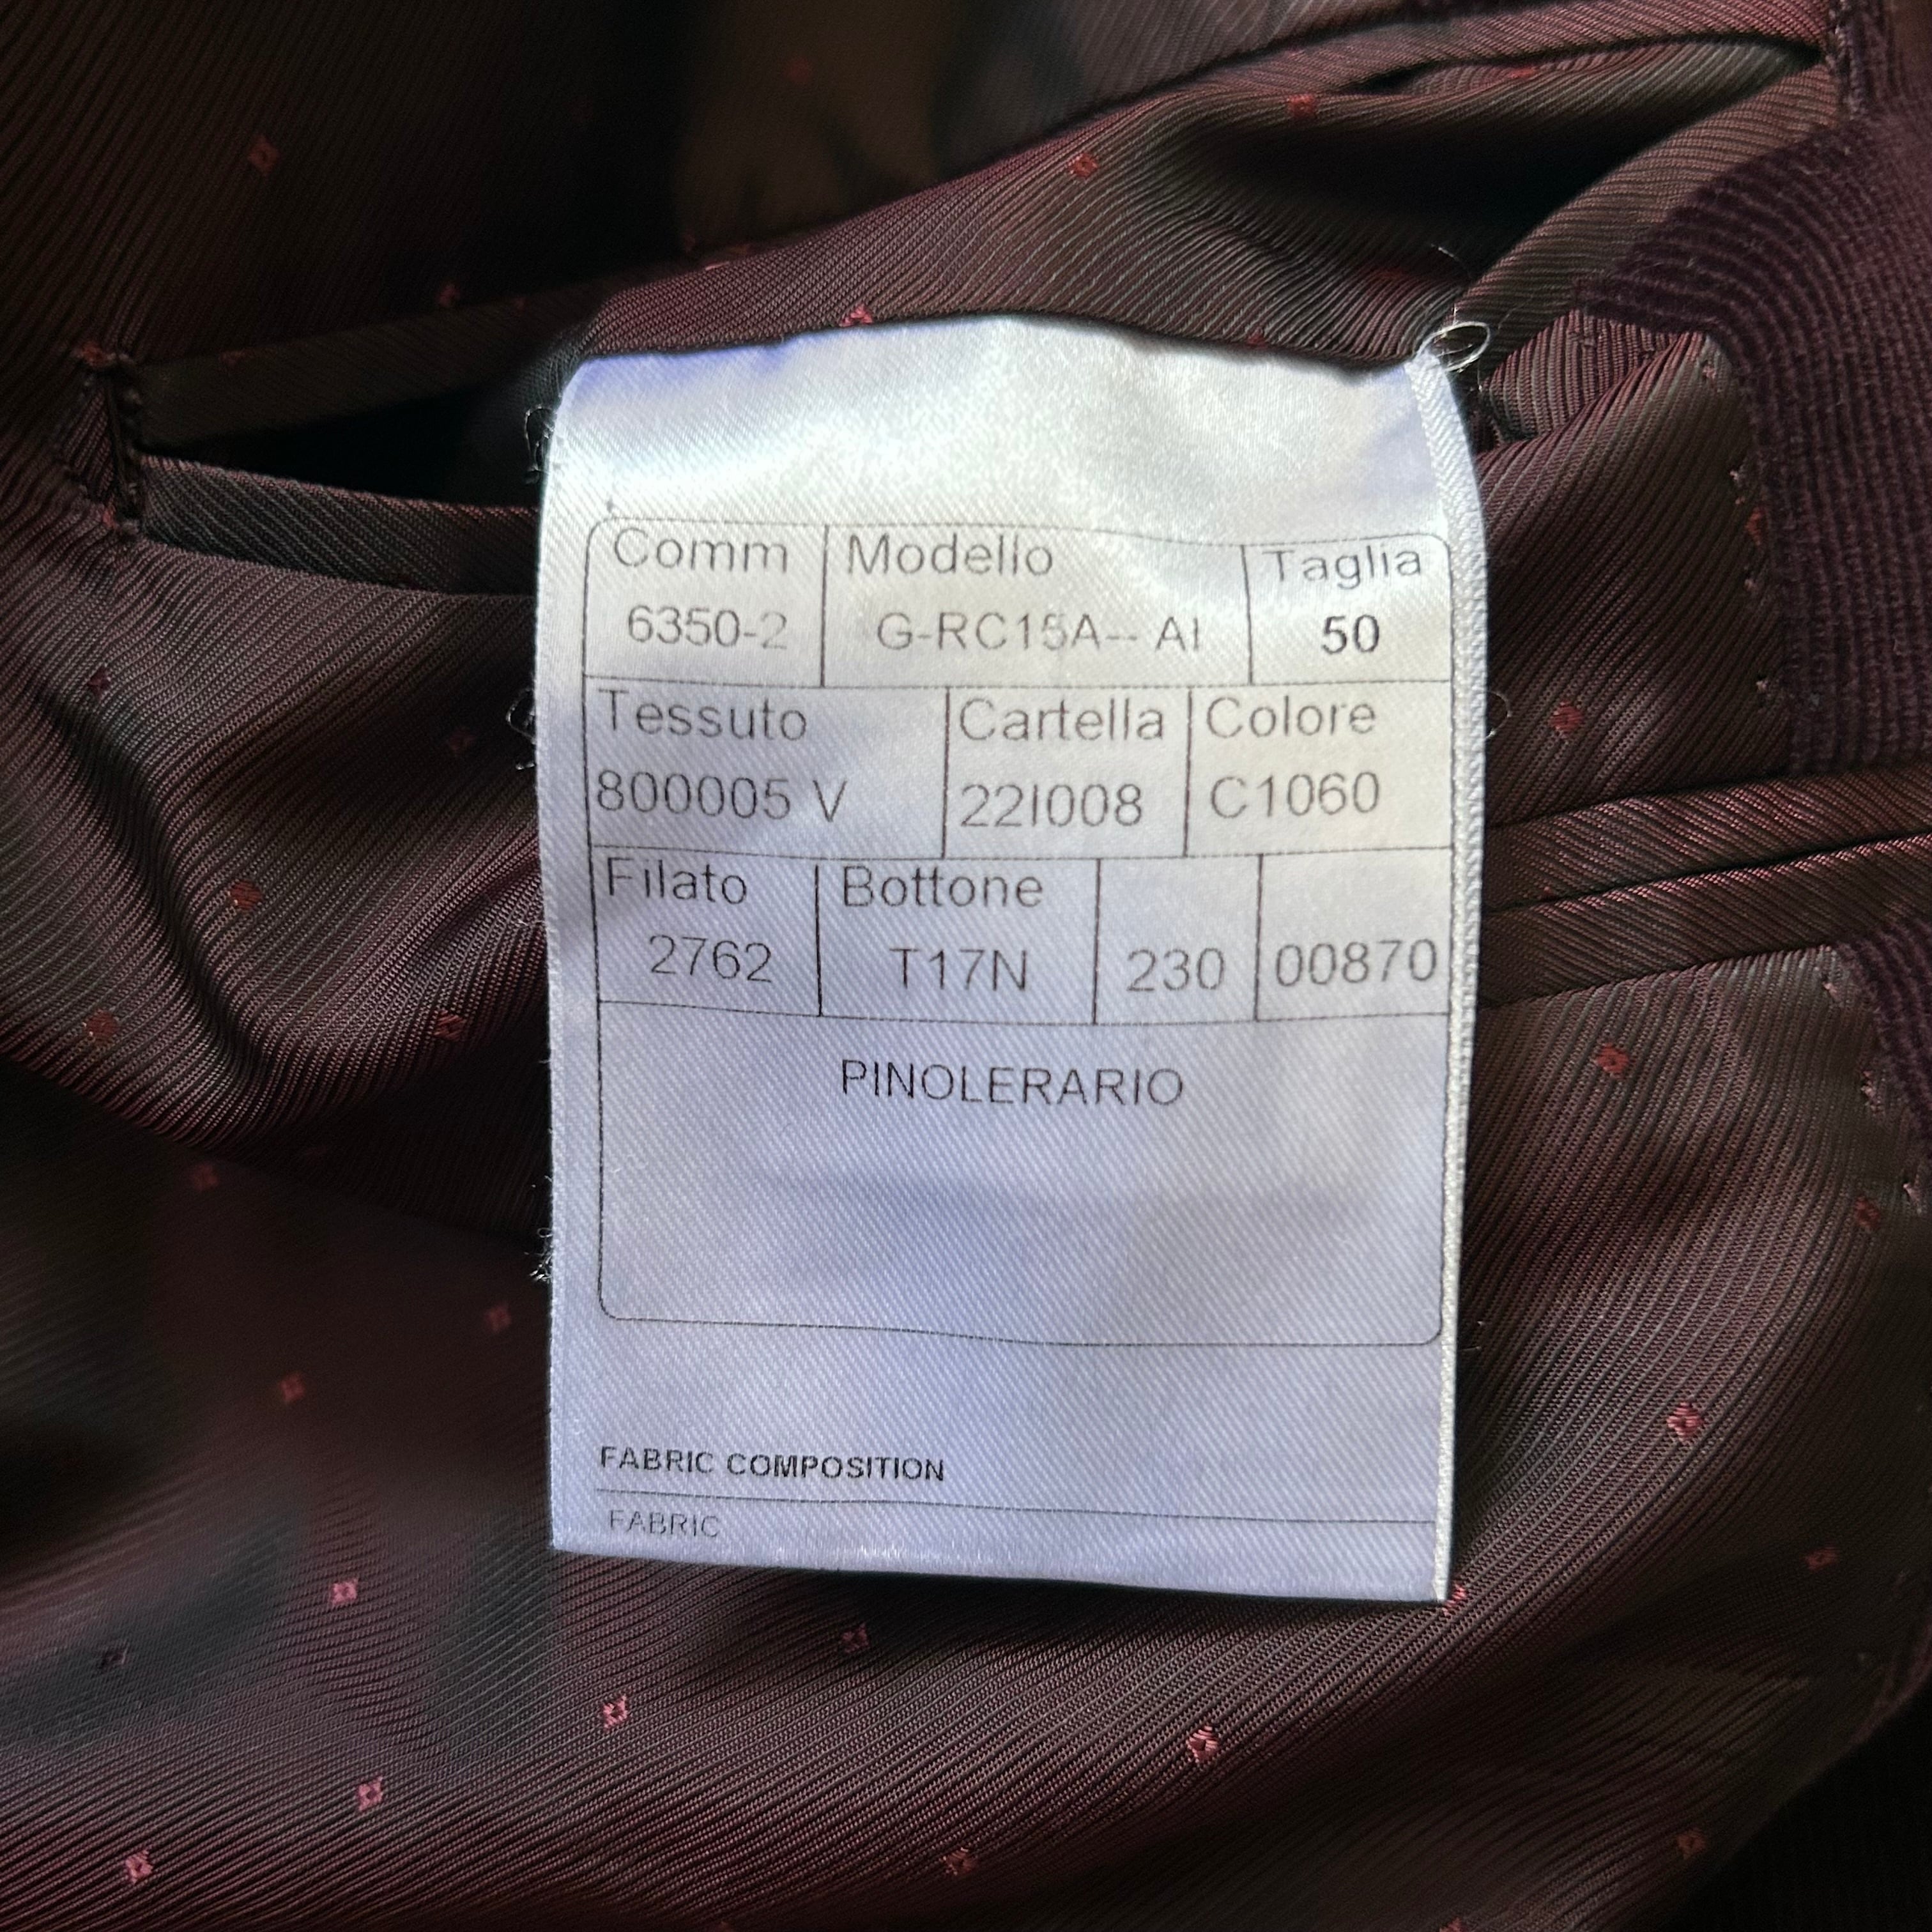 Comm Modello Taglia
6350-2 G-RC15A-- AI 50
Tessuto Cartella Colore
800005 V 22I008 C1060
Filato Bottone
2762 T17N 230 00870
PINOLERARIO
FABRIC COMPOSITION
FABRIC